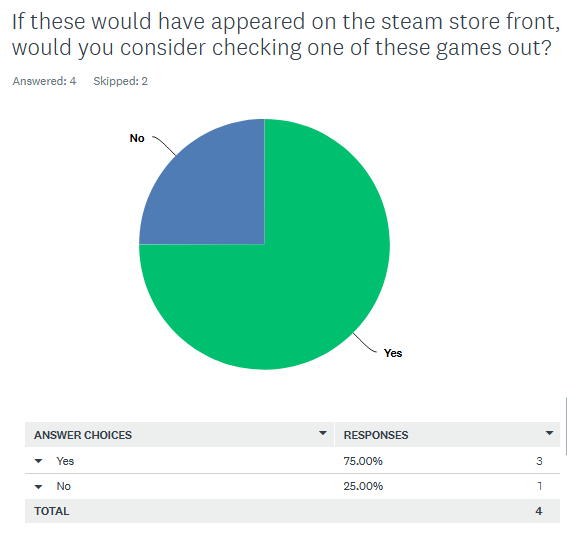 If these would have appeared on the steam store front,
would you consider checking one of these games out?
Answered: 4 Skipped: 2
No
Yes
ANSWER CHOICES RESPONSES
Yes 75.00% 3
No 25.00% 1
TOTAL 4